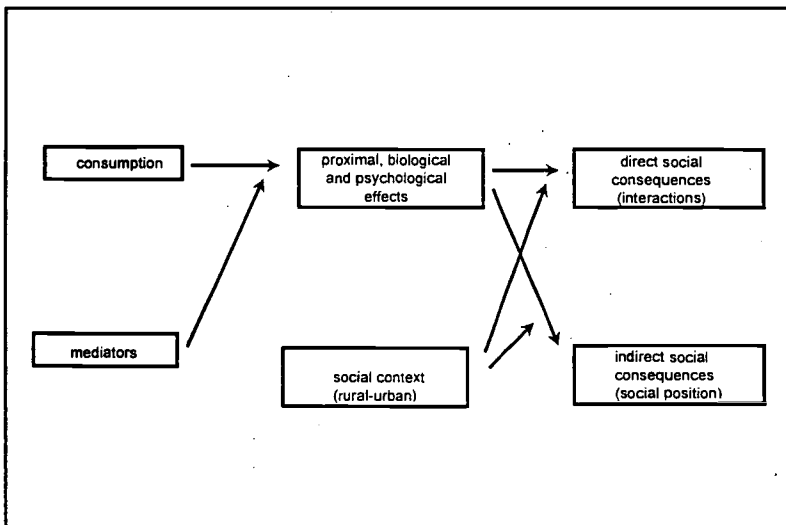 consumption
proximal, biological
and psychological
effects
direct social
consequences
(interactions)
mediators
social context
(rural-urban)
indirect social
consequences
(social position)